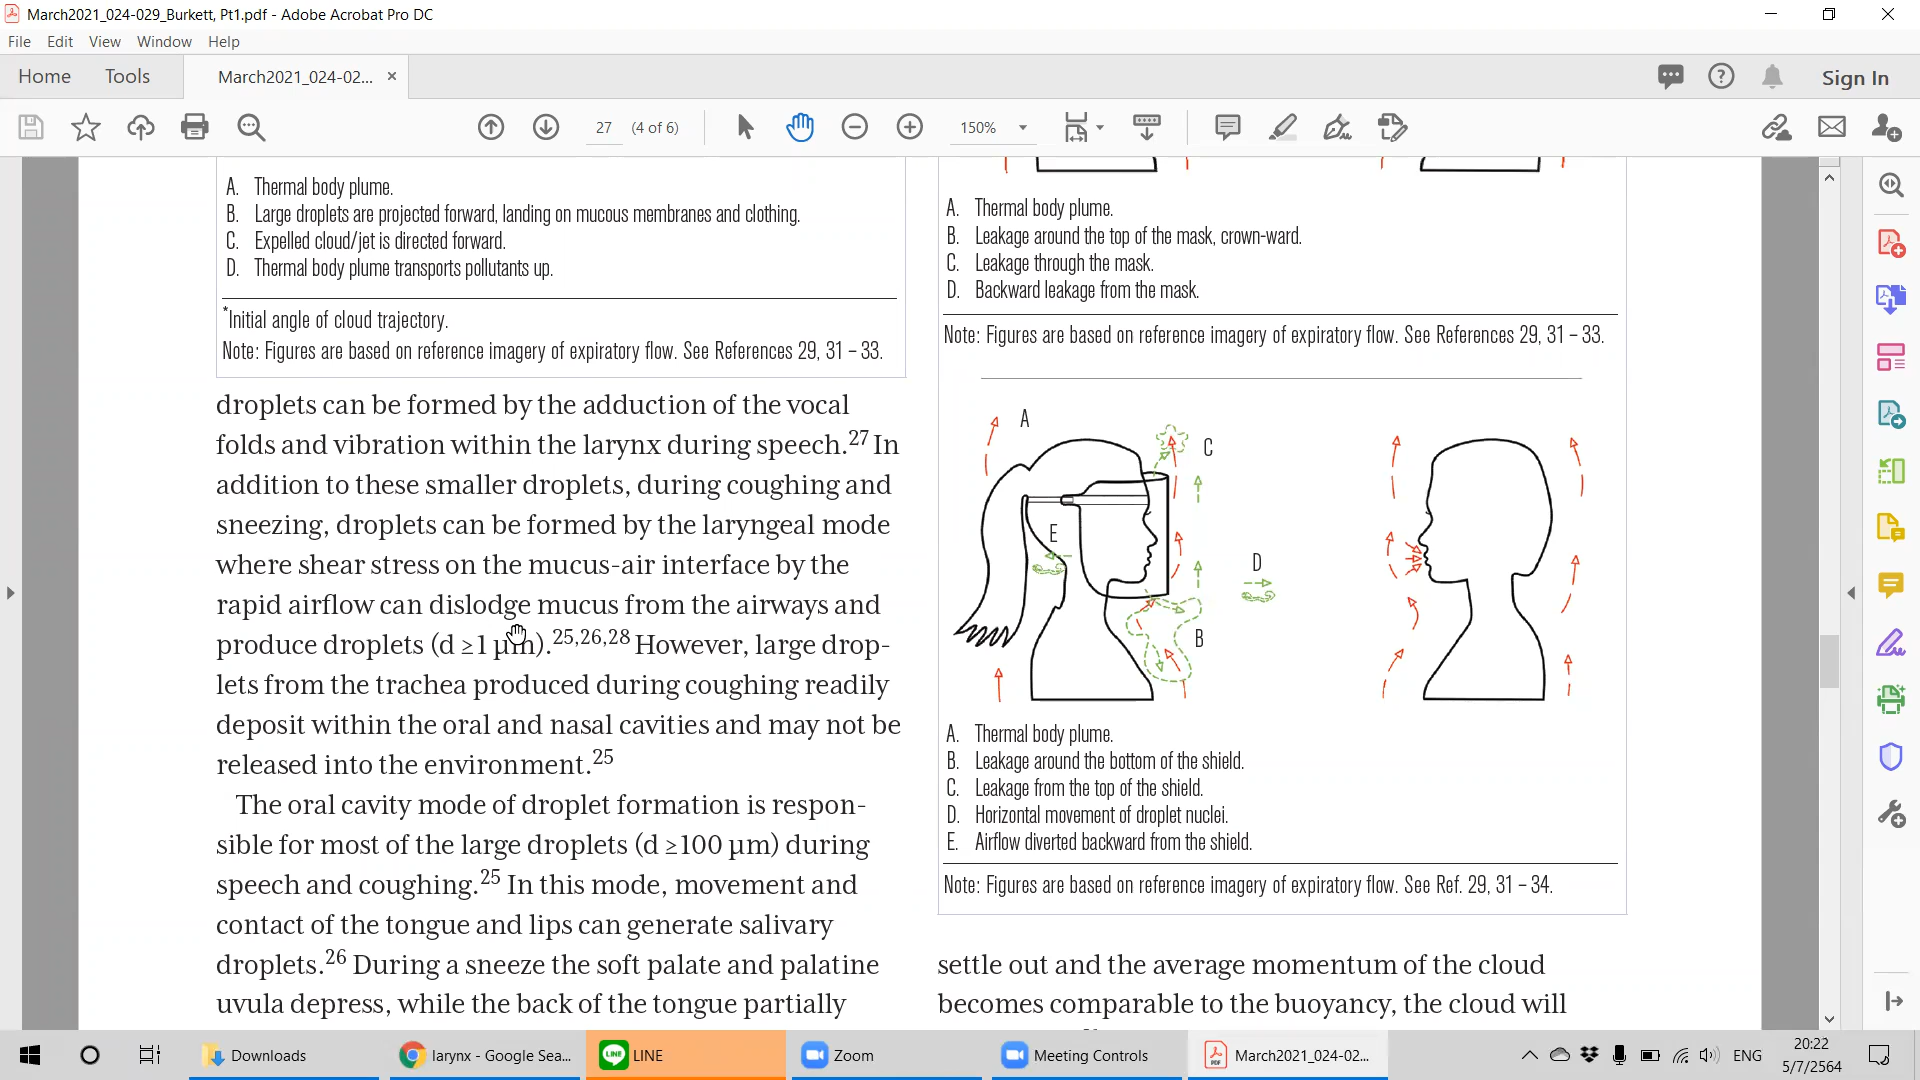 March2021_024-029_Burkett, Pt1.pdf - Adobe Acrobat Pro DC
File Edit View Window Help
Home Tools March2021_024-02... × Sign In
27 (4 of 6) 150%
A. Thermal body plume.
B. Large droplets are projected forward, landing on mucous membranes and clothing.
C. Expelled cloud/jet is directed forward.
D. Thermal body plume transports pollutants up.
*Initial angle of cloud trajectory.
Note: Figures are based on reference imagery of expiratory flow. See References 29, 31 – 33.
droplets can be formed by the adduction of the vocal
folds and vibration within the larynx during speech.27 In
addition to these smaller droplets, during coughing and
sneezing, droplets can be formed by the laryngeal mode
where shear stress on the mucus-air interface by the
rapid airflow can dislodge mucus from the airways and
produce droplets (d ≥1 µm).25,26,28 However, large drop-
lets from the trachea produced during coughing readily
deposit within the oral and nasal cavities and may not be
released into the environment.25
The oral cavity mode of droplet formation is respon-
sible for most of the large droplets (d ≥100 µm) during
speech and coughing.25 In this mode, movement and
contact of the tongue and lips can generate salivary
droplets.26 During a sneeze the soft palate and palatine
uvula depress, while the back of the tongue partially
A. Thermal body plume.
B. Leakage around the top of the mask, crown-ward.
C. Leakage through the mask.
D. Backward leakage from the mask.
Note: Figures are based on reference imagery of expiratory flow. See References 29, 31 – 33.
A
C
E
D
B
A. Thermal body plume.
B. Leakage around the bottom of the shield.
C. Leakage from the top of the shield.
D. Horizontal movement of droplet nuclei.
E. Airflow diverted backward from the shield.
Note: Figures are based on reference imagery of expiratory flow. See Ref. 29, 31 – 34.
settle out and the average momentum of the cloud
becomes comparable to the buoyancy, the cloud will
Downloads larynx - Google Sea... LINE Zoom Meeting Controls March2021_024-02... ENG 20:22
5/7/2564